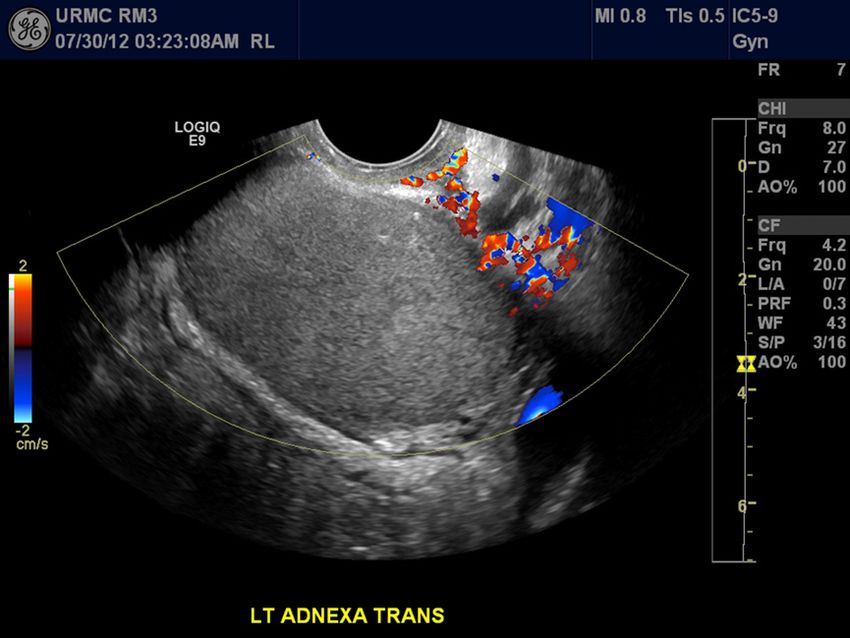 URMC RM3
07/30/12 03:23:08AM RL
MI 0.8 TIs 0.5
IC5-9
Gyn
GE
LOGIQ
E9
FR 7
CHI
Frq 8.0
Gn 27
D 7.0
AO% 100
CF
Frq 4.2
Gn 20.0
L/A 0/7
PRF 0.3
WF 43
S/P 3/16
AO% 100
0
2
4
6
2
-2
cm/s
LT ADNEXA TRANS